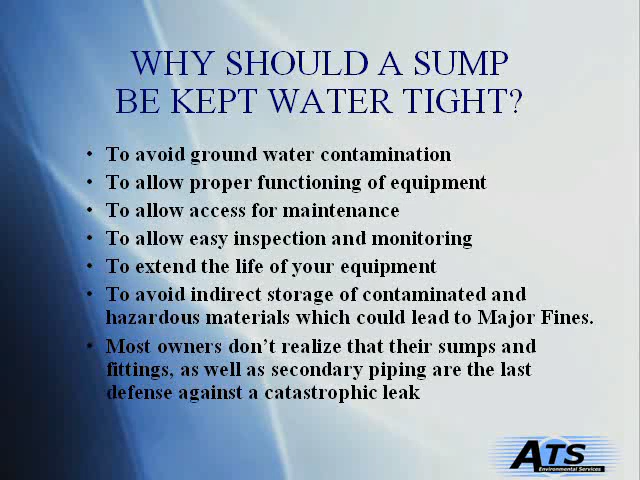 WHY SHOULD A SUMP
BE KEPT WATER TIGHT?
• To avoid ground water contamination
• To allow proper functioning of equipment
• To allow access for maintenance
• To allow easy inspection and monitoring
• To extend the life of your equipment
• To avoid indirect storage of contaminated and
hazardous materials which could lead to Major Fines.
• Most owners don't realize that their sumps and
fittings, as well as secondary piping are the last
defense against a catastrophic leak
ATS
Environmental Services